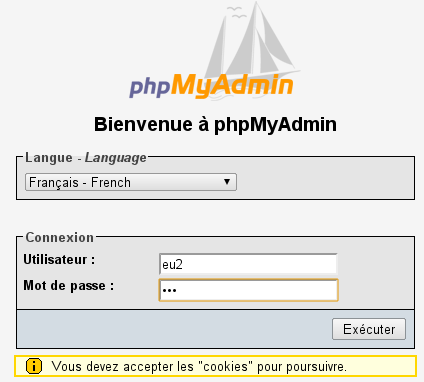 phpMyAdmin
Bienvenue à phpMyAdmin
Langue - Language
Français - French
Connexion
Utilisateur : eu2
Mot de passe : •••
Exécuter
Vous devez accepter les "cookies" pour poursuivre.